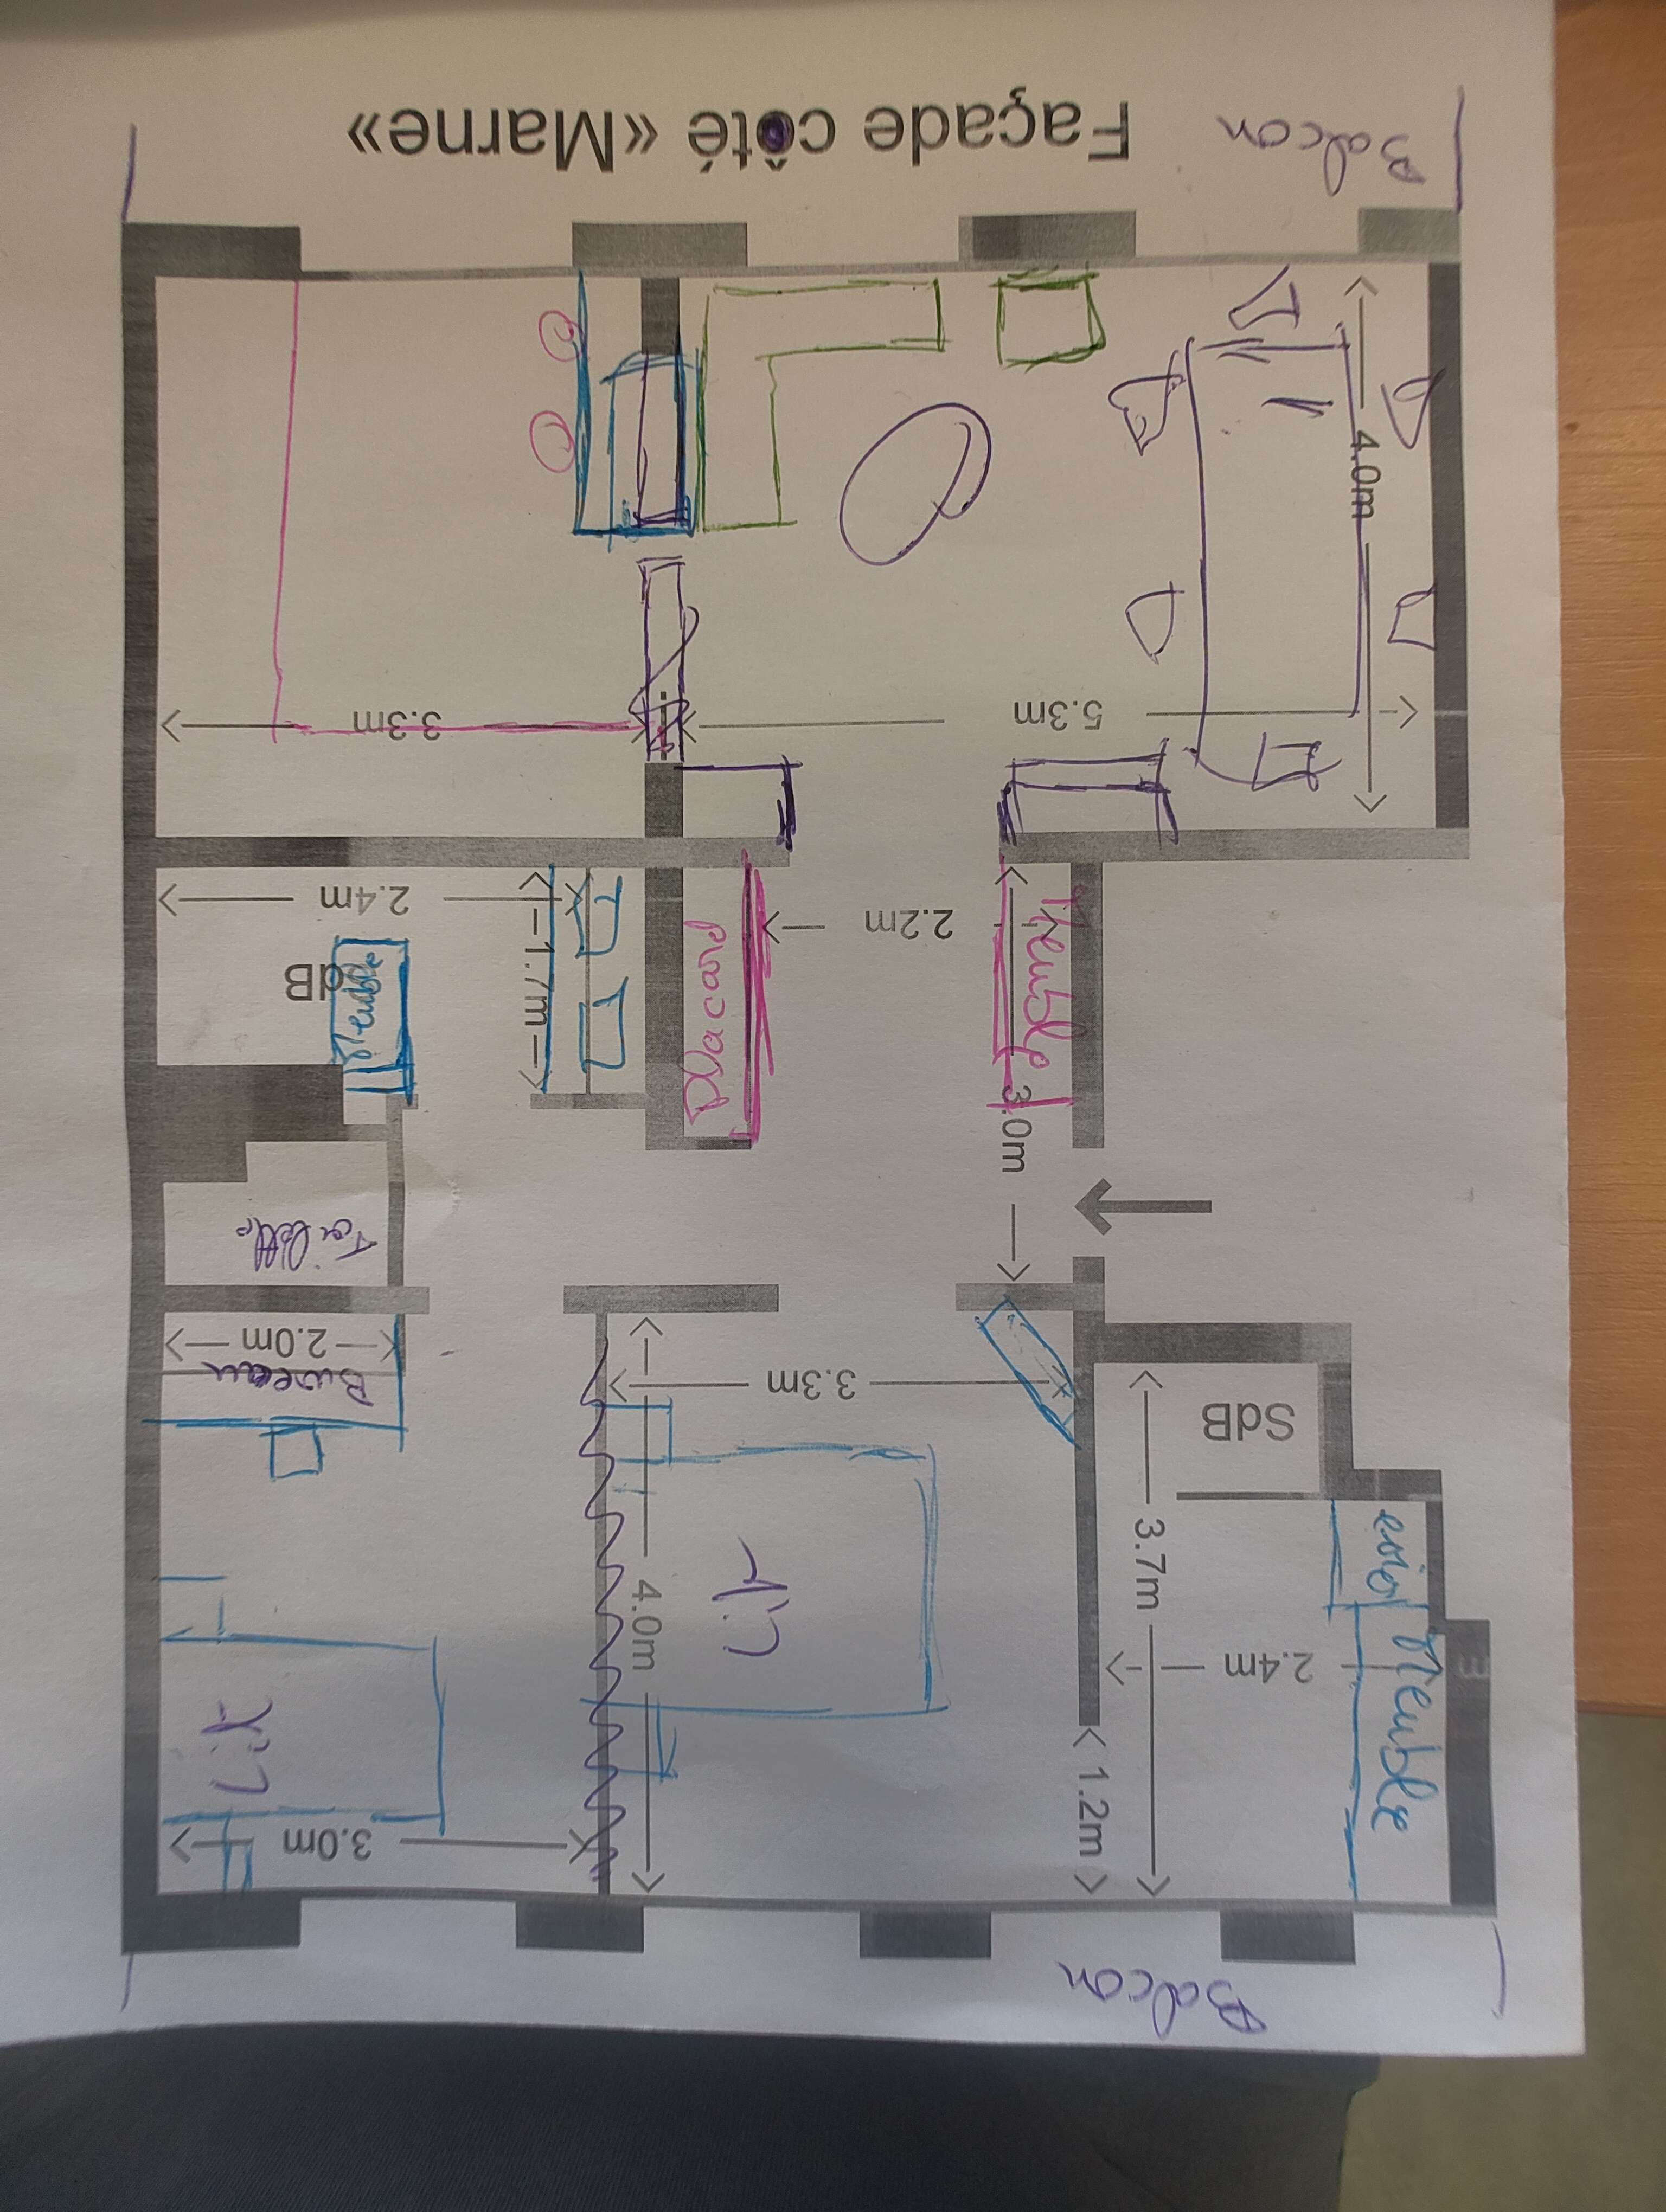 Balcon
3.0m
1.2m
Lit
Meuble
2.4m
4.0m
3.7m
Lit
evier
SdB
3.3m
Bureau
2.0m
Toilette
3.0m
Meuble
dB
Placard
1.7m
Meuble
2.2m
2.4m
5.3m
3.3m
4.0m
Balcon
Façade côté «Marne»